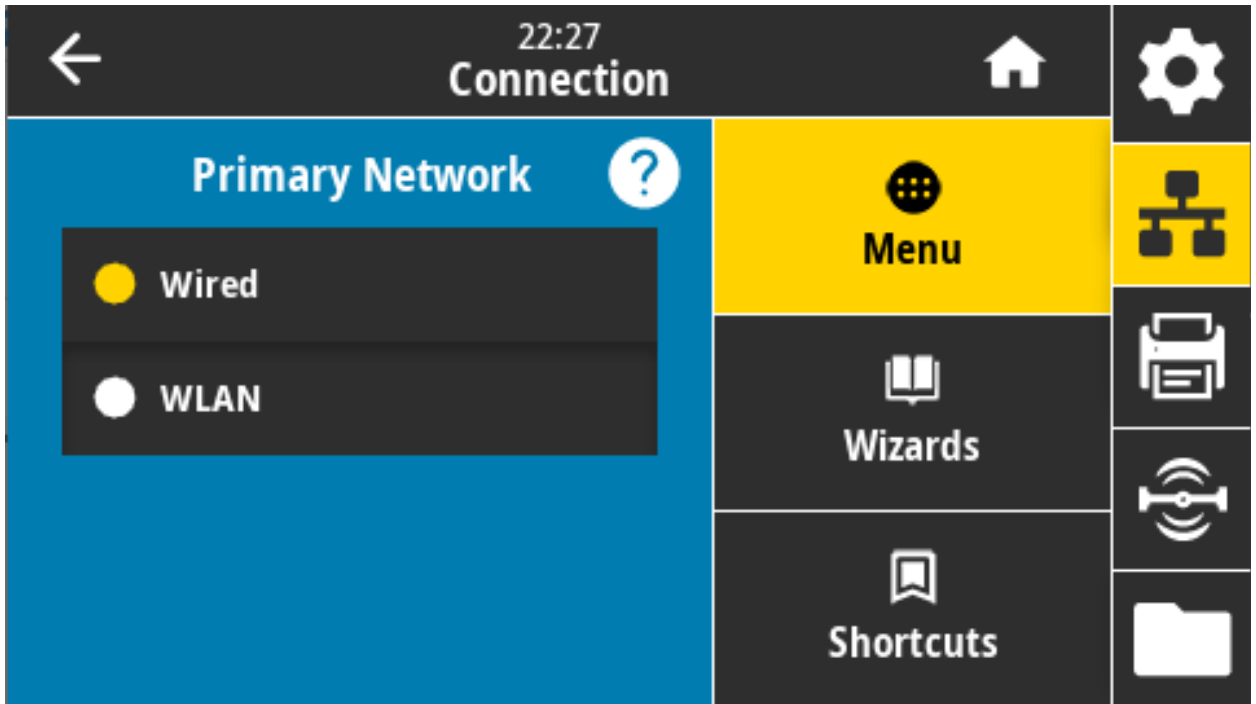 22:27
Connection
Primary Network
?
Wired
WLAN
Menu
Wizards
Shortcuts